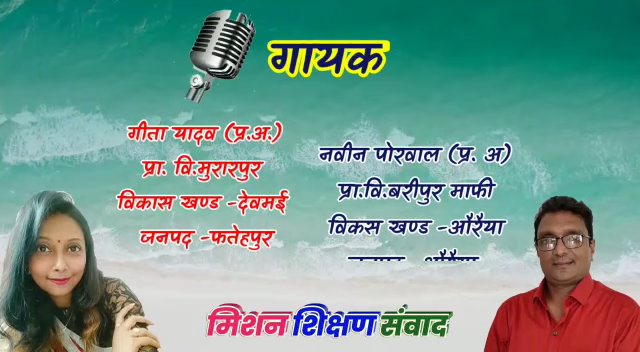 गायक
गीता यादव (प्र.अ.)
प्रा. वि.मुरारपुर
विकास खण्ड -देवमई
जनपद -फतेहपुर
नवीन पोरवाल (प्र. अ)
प्रा.वि.बरीपुर माफी
विकस खण्ड -औरैया
मिशन शिक्षण संवाद